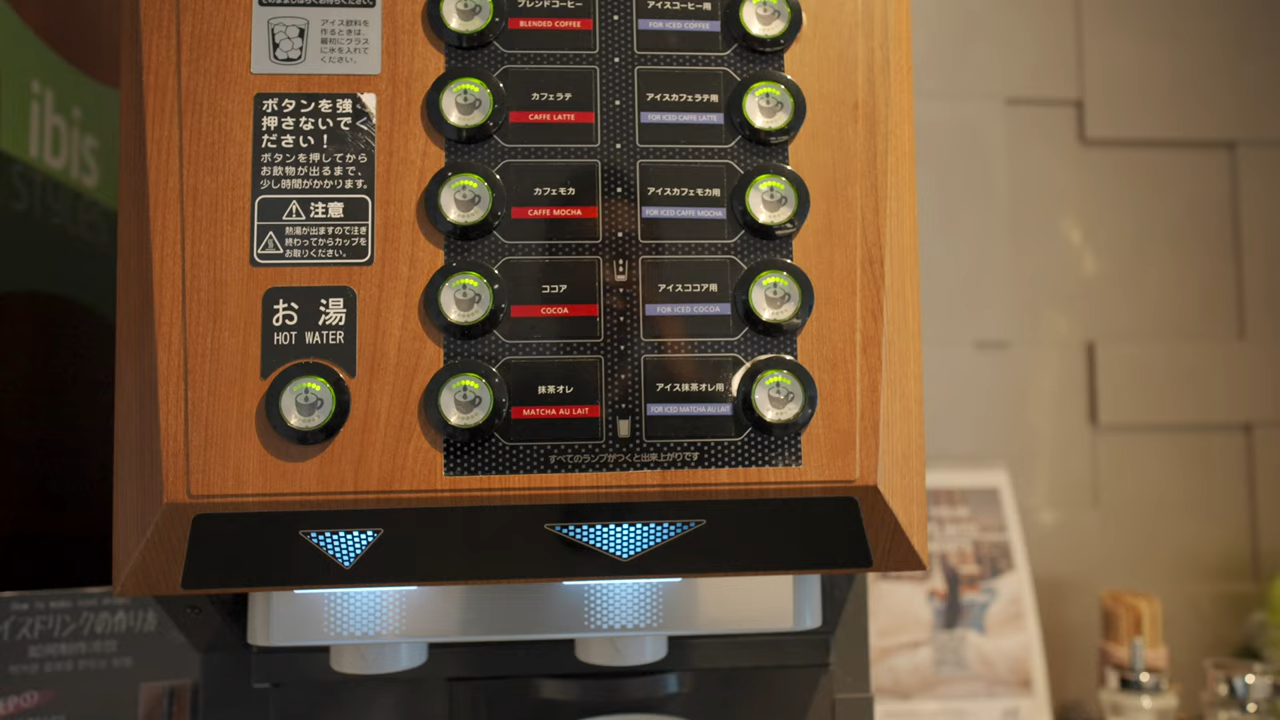 アイス飲料を
作るときは、
最初にグラス
に氷を入れて
ください。
ボタンを強く
押さないで
ださい！
ボタンを押してから
お飲物が出るまで、
少し時間がかかります。
注意
熱湯が出ますので注ぎ
終わってからカップを
お取りください。
お湯
HOT WATER
ブレンドコーヒー
BLENDED COFFEE
アイスコーヒー用
FOR ICED COFFEE
カフェラテ
CAFFE LATTE
アイスカフェラテ用
FOR ICED CAFFE LATTE
カフェモカ
CAFFE MOCHA
アイスカフェモカ用
FOR ICED CAFFE MOCHA
ココア
COCOA
アイスココア用
FOR ICED COCOA
抹茶オレ
MATCHA AU LAIT
アイス抹茶オレ用
FOR ICED MATCHA AU LAIT
すべてのランプがつくと出来上がりです
ibis
STYLES
イスドリンクの作り方